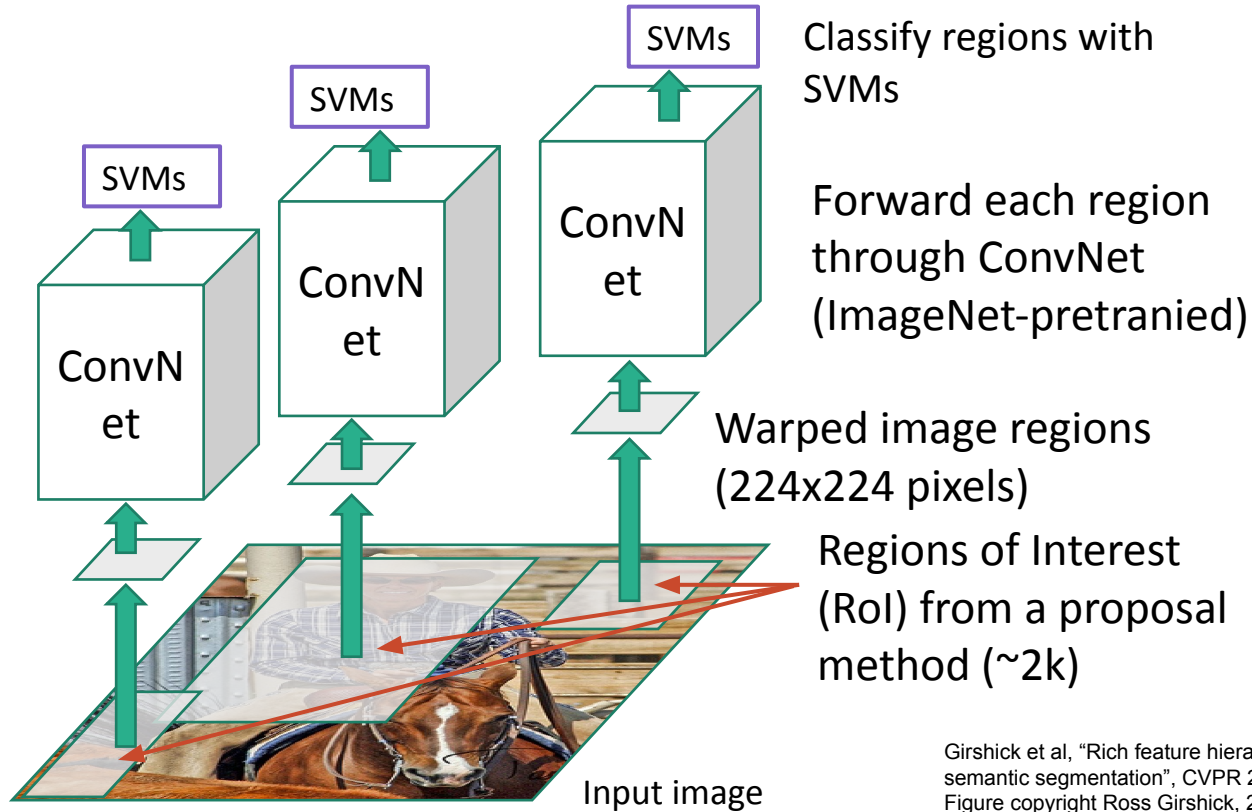 SVMs
Classify regions with
SVMs
SVMs
SVMs
ConvN
et
ConvN
et
ConvN
et
Forward each region
through ConvNet
(ImageNet-pretranied)
Warped image regions
(224x224 pixels)
Regions of Interest
(RoI) from a proposal
method (~2k)
Input image
Girshick et al, “Rich feature hiera
semantic segmentation”, CVPR 2
Figure copyright Ross Girshick, 2